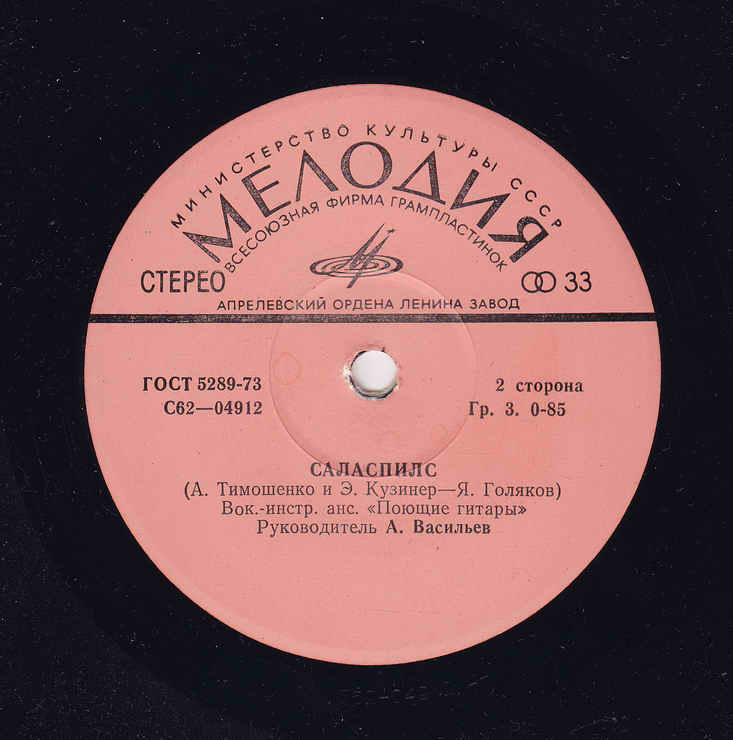 МИНИСТЕРСТВО КУЛЬТУРЫ СССР
МЕЛОДИЯ
ВСЕСОЮЗНАЯ ФИРМА ГРАМПЛАСТИНОК
СТЕРЕО 33
АПРЕЛЕВСКИЙ ОРДЕНА ЛЕНИНА ЗАВОД
ГОСТ 5289-73 2 сторона
С62—04912 Гр. 3. 0-85
САЛАСПИЛС
(А. Тимошенко и Э. Кузинер—Я. Голяков)
Вок.-инстр. анс. «Поющие гитары»
Руководитель А. Васильев